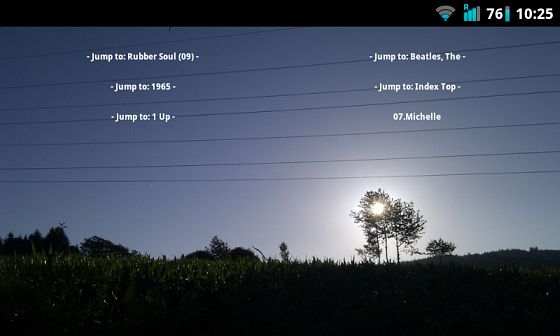 R 76 10:25
- Jump to: Rubber Soul (09) -
- Jump to: Beatles, The -
- Jump to: 1965 -
- Jump to: Index Top -
- Jump to: 1 Up -
07.Michelle